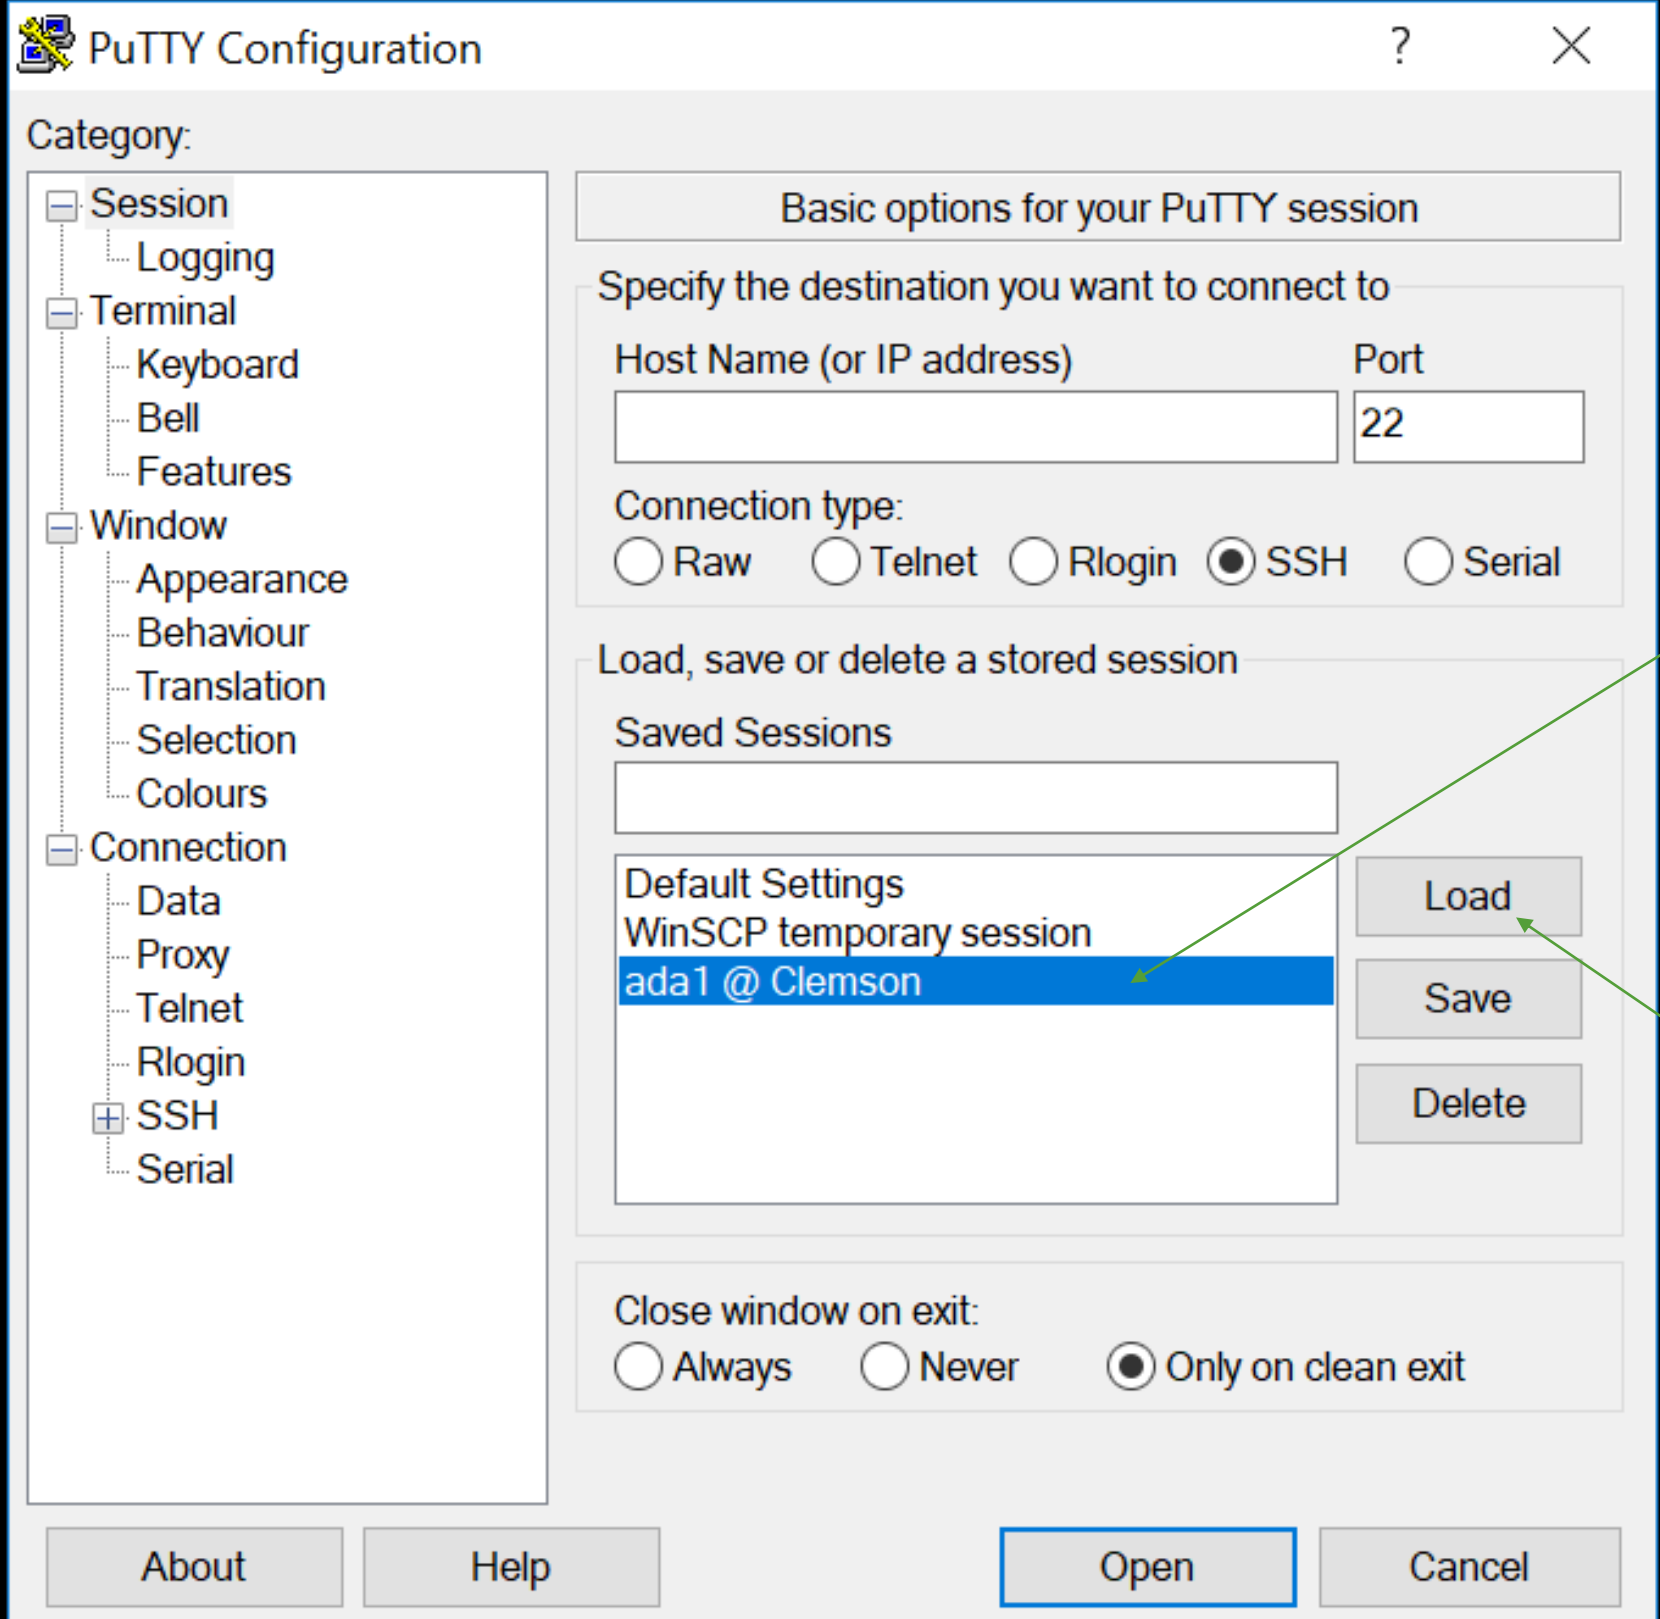 PuTTY Configuration
?
Category:
Session
Logging
Terminal
Keyboard
Bell
Features
Window
Appearance
Behaviour
Translation
Selection
Colours
Connection
Data
Proxy
Telnet
Rlogin
SSH
Serial
Basic options for your PuTTY session
Specify the destination you want to connect to
Host Name (or IP address) Port
22
Connection type:
Raw Telnet Rlogin SSH Serial
Load, save or delete a stored session
Saved Sessions
Default Settings
WinSCP temporary session
ada1 @ Clemson
Load
Save
Delete
Close window on exit:
Always Never Only on clean exit
About Help Open Cancel